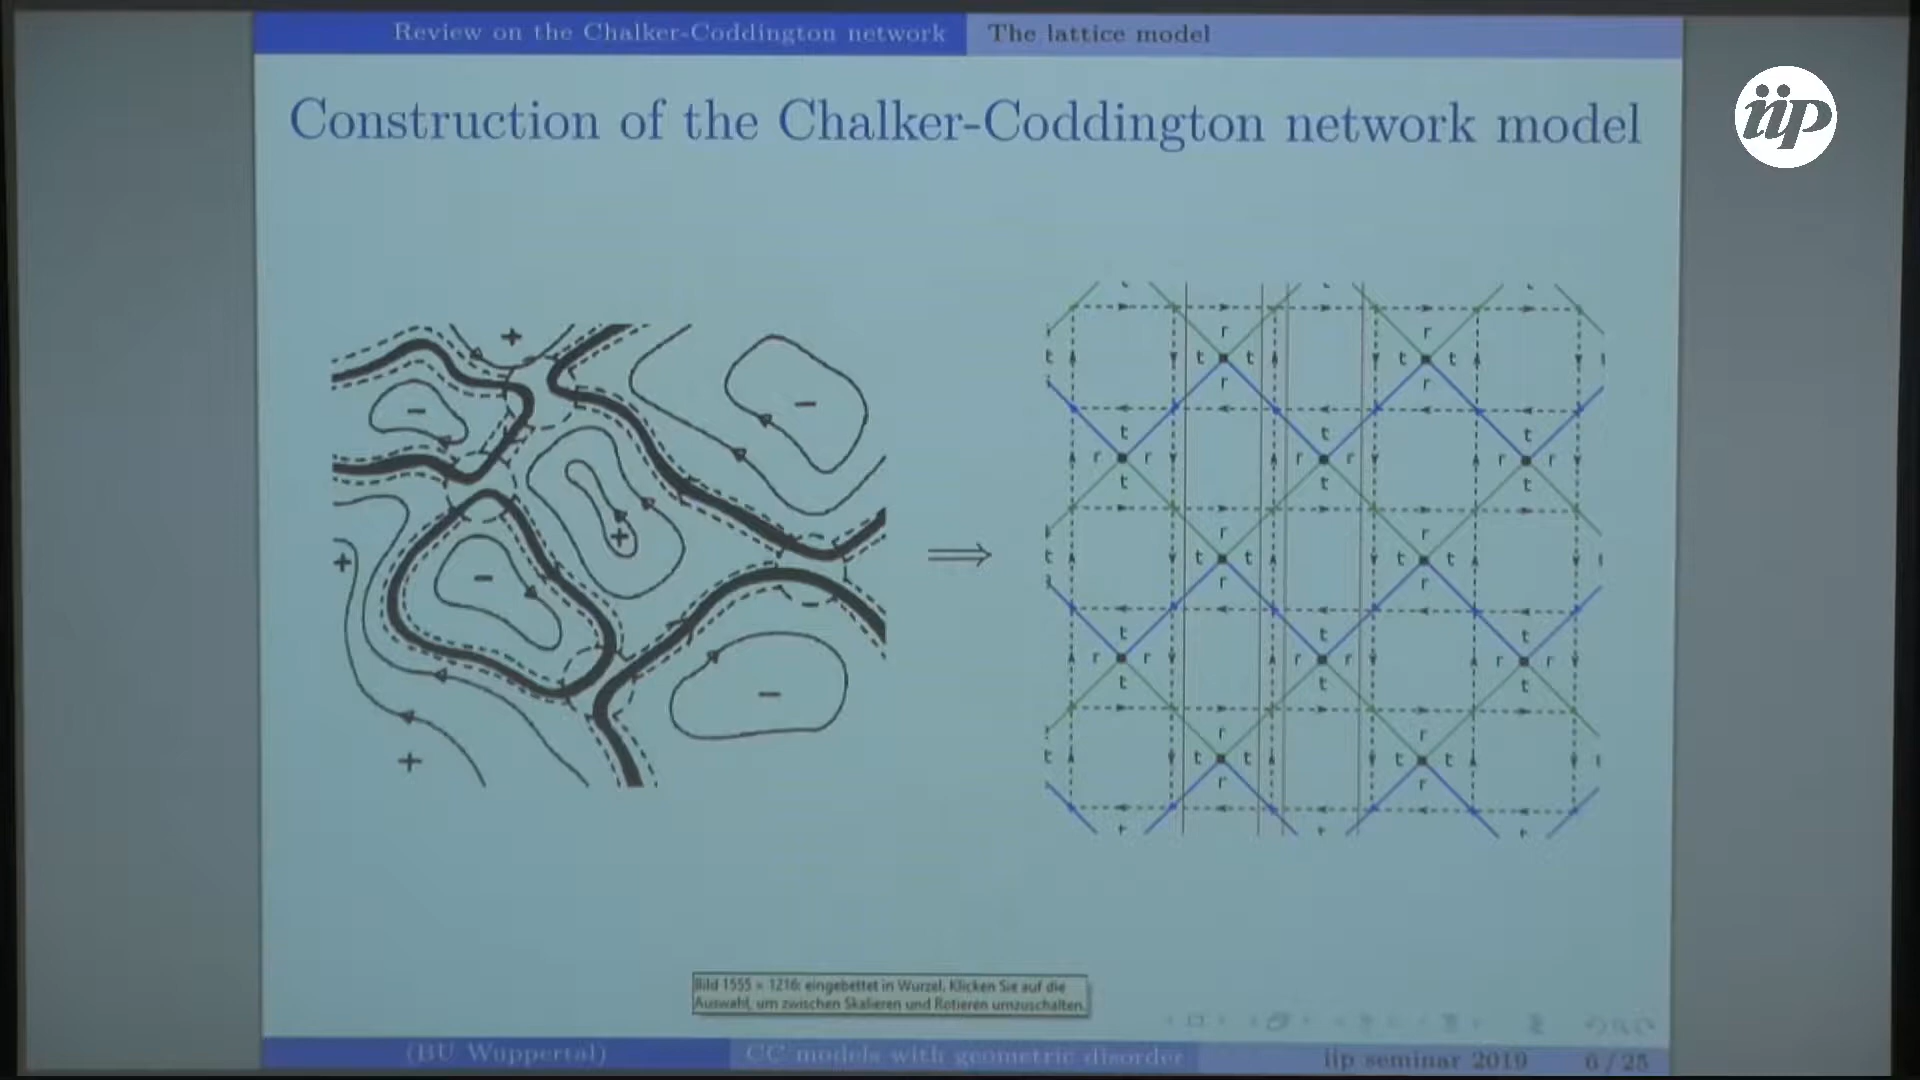 Review on the Chalker-Coddington network The lattice model
iip
Construction of the Chalker-Coddington network model
+ r r
− − t t t t
r r
t t t
r r r r r r
t t t
+ r r
+ − t t t t
r r
t t t
r r r r r r
− t t t
+ r r
t t t t
r r
Bild 1555 × 1216: eingebettet in Wurzel. Klicken Sie auf die
Auswahl, um zwischen Skalieren und Rotieren umzuschalten.
(BU Wuppertal) CC models with geometric disorder iip seminar 2019 6 / 25